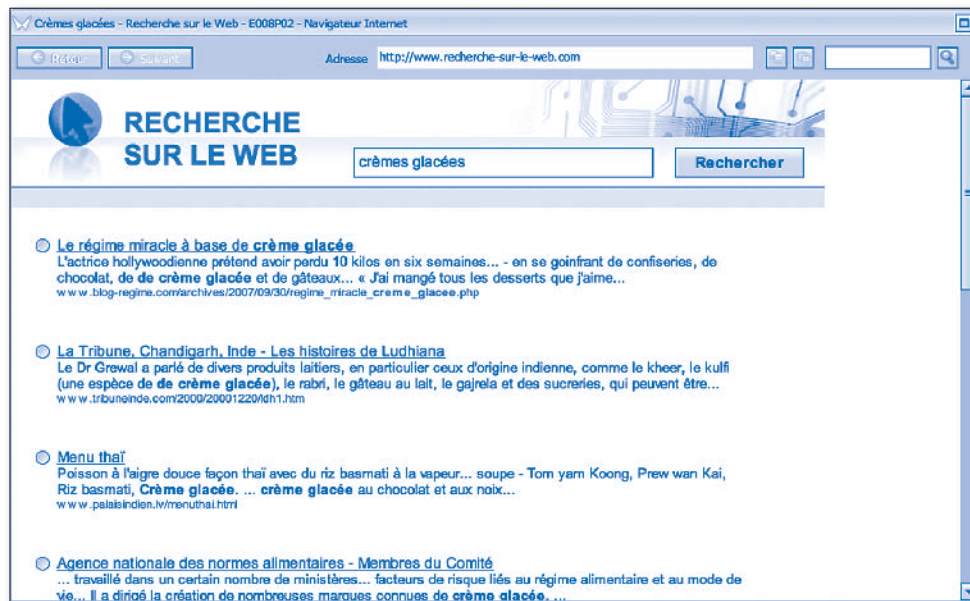 Crèmes glacées - Recherche sur le Web - E008P02 - Navigateur Internet
Retour Suivant Adresse http://www.recherche-sur-le-web.com
RECHERCHE
SUR LE WEB
crèmes glacées Rechercher
Le régime miracle à base de crème glacée
L'actrice hollywoodienne prétend avoir perdu 10 kilos en six semaines... - en se goinfrant de confiseries, de
chocolat, de de crème glacée et de gâteaux... « J'ai mangé tous les desserts que j'aime...
www.blog-regime.com/archives/2007/09/30/regime_miracle_creme_glacee.php
La Tribune, Chandigarh, Inde - Les histoires de Ludhiana
Le Dr Grewal a parlé de divers produits laitiers, en particulier ceux d'origine indienne, comme le kheer, le kulfi
(une espèce de de crème glacée), le rabri, le gâteau au lait, le gajrela et des sucreries, qui peuvent être...
www.tribuneinde.com/2000/20001220/ldh1.htm
Menu thaï
Poisson à l'aigre douce façon thaï avec du riz basmati à la vapeur... soupe - Tom yam Koong, Prew wan Kai,
Riz basmati, Crème glacée. ... crème glacée au chocolat et aux noix...
www.palaisindien.lv/menuthai.html
Agence nationale des normes alimentaires - Membres du Comité
... travaillé dans un certain nombre de ministères... facteurs de risque liés au régime alimentaire et au mode de
vie... Il a dirigé la création de nombreuses marques connues de crème glacée. ...